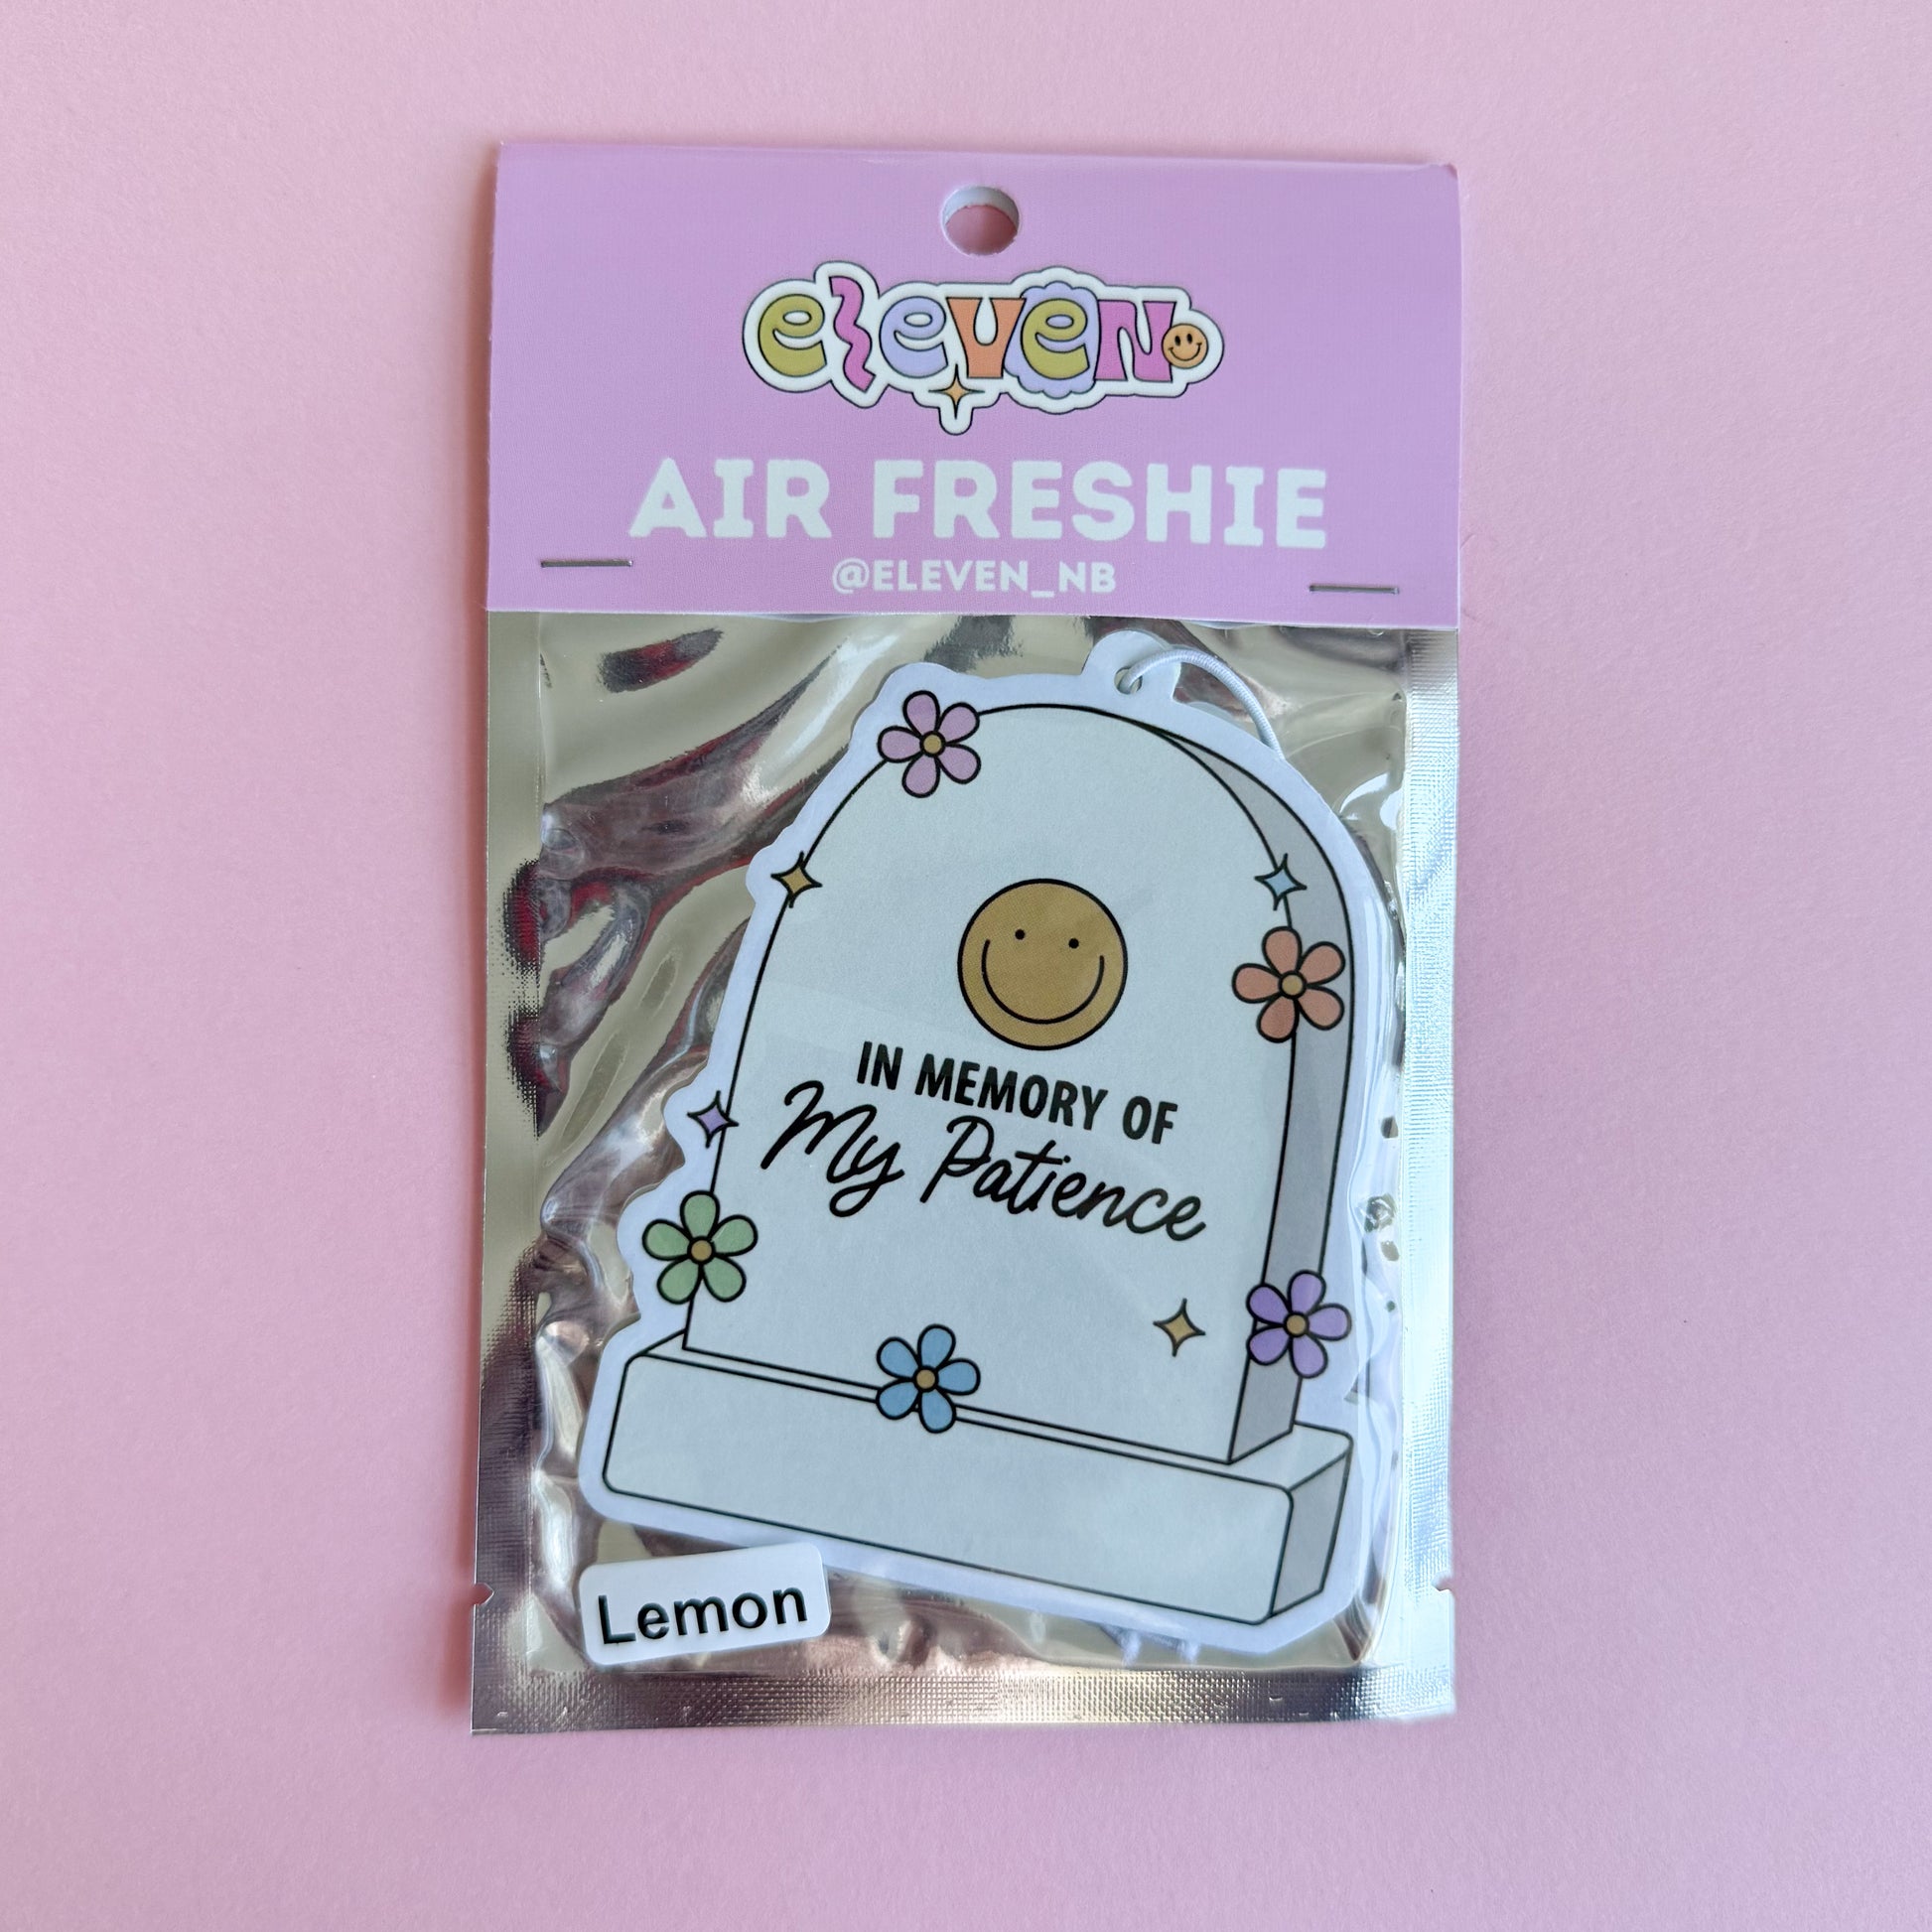 eleven
AIR FRESHIE
@ELEVEN_NB
IN MEMORY OF
My Patience
Lemon